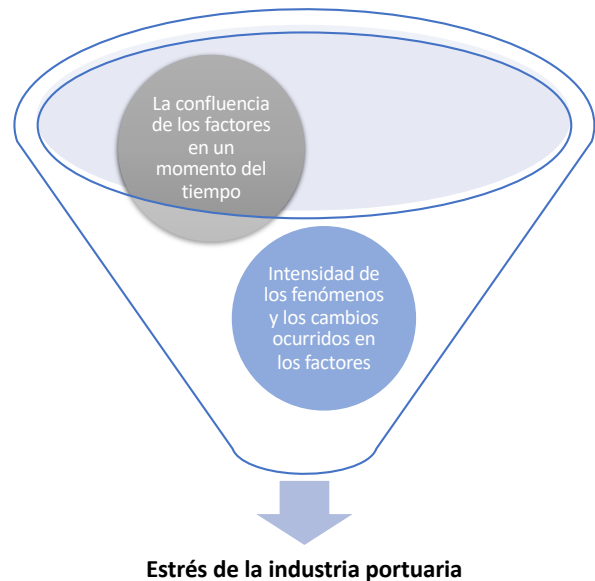 La confluencia
de los factores
en un
momento del
tiempo
Intensidad de
los fenómenos
y los cambios
ocurridos en
los factores
Estrés de la industria portuaria